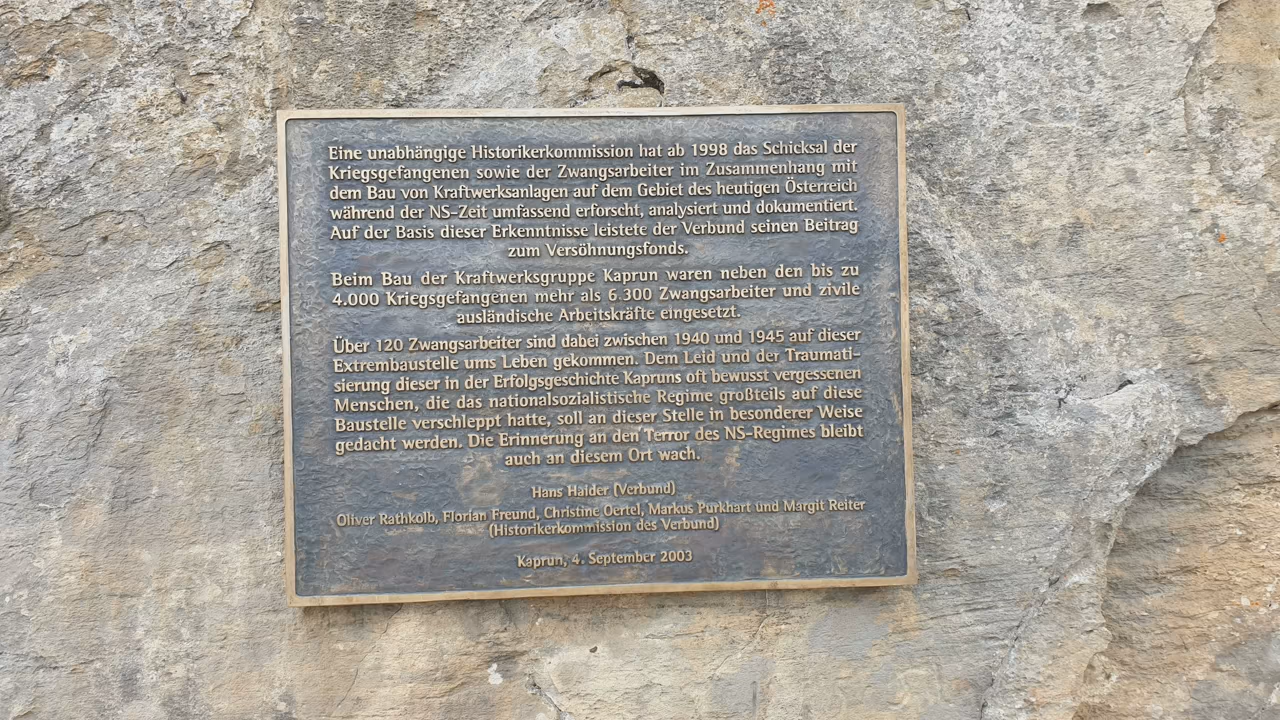 Eine unabhängige Historikerkommission hat ab 1998 das Schicksal der
Kriegsgefangenen sowie der Zwangsarbeiter im Zusammenhang mit
dem Bau von Kraftwerksanlagen auf dem Gebiet des heutigen Österreich
während der NS-Zeit umfassend erforscht, analysiert und dokumentiert.
Auf der Basis dieser Erkenntnisse leistete der Verbund seinen Beitrag
zum Versöhnungsfonds.
Beim Bau der Kraftwerksgruppe Kaprun waren neben den bis zu
4.000 Kriegsgefangenen mehr als 6.300 Zwangsarbeiter und zivile
ausländische Arbeitskräfte eingesetzt.
Über 120 Zwangsarbeiter sind dabei zwischen 1940 und 1945 auf dieser
Extrembaustelle ums Leben gekommen. Dem Leid und der Traumati-
sierung dieser in der Erfolgsgeschichte Kapruns oft bewusst vergessenen
Menschen, die das nationalsozialistische Regime großteils auf diese
Baustelle verschleppt hatte, soll an dieser Stelle in besonderer Weise
gedacht werden. Die Erinnerung an den Terror des NS-Regimes bleibt
auch an diesem Ort wach.
Hans Haider (Verbund)
Oliver Rathkolb, Florian Freund, Christine Oertel, Markus Purkhart und Margit Reiter
(Historikerkommission des Verbund)
Kaprun, 4. September 2003